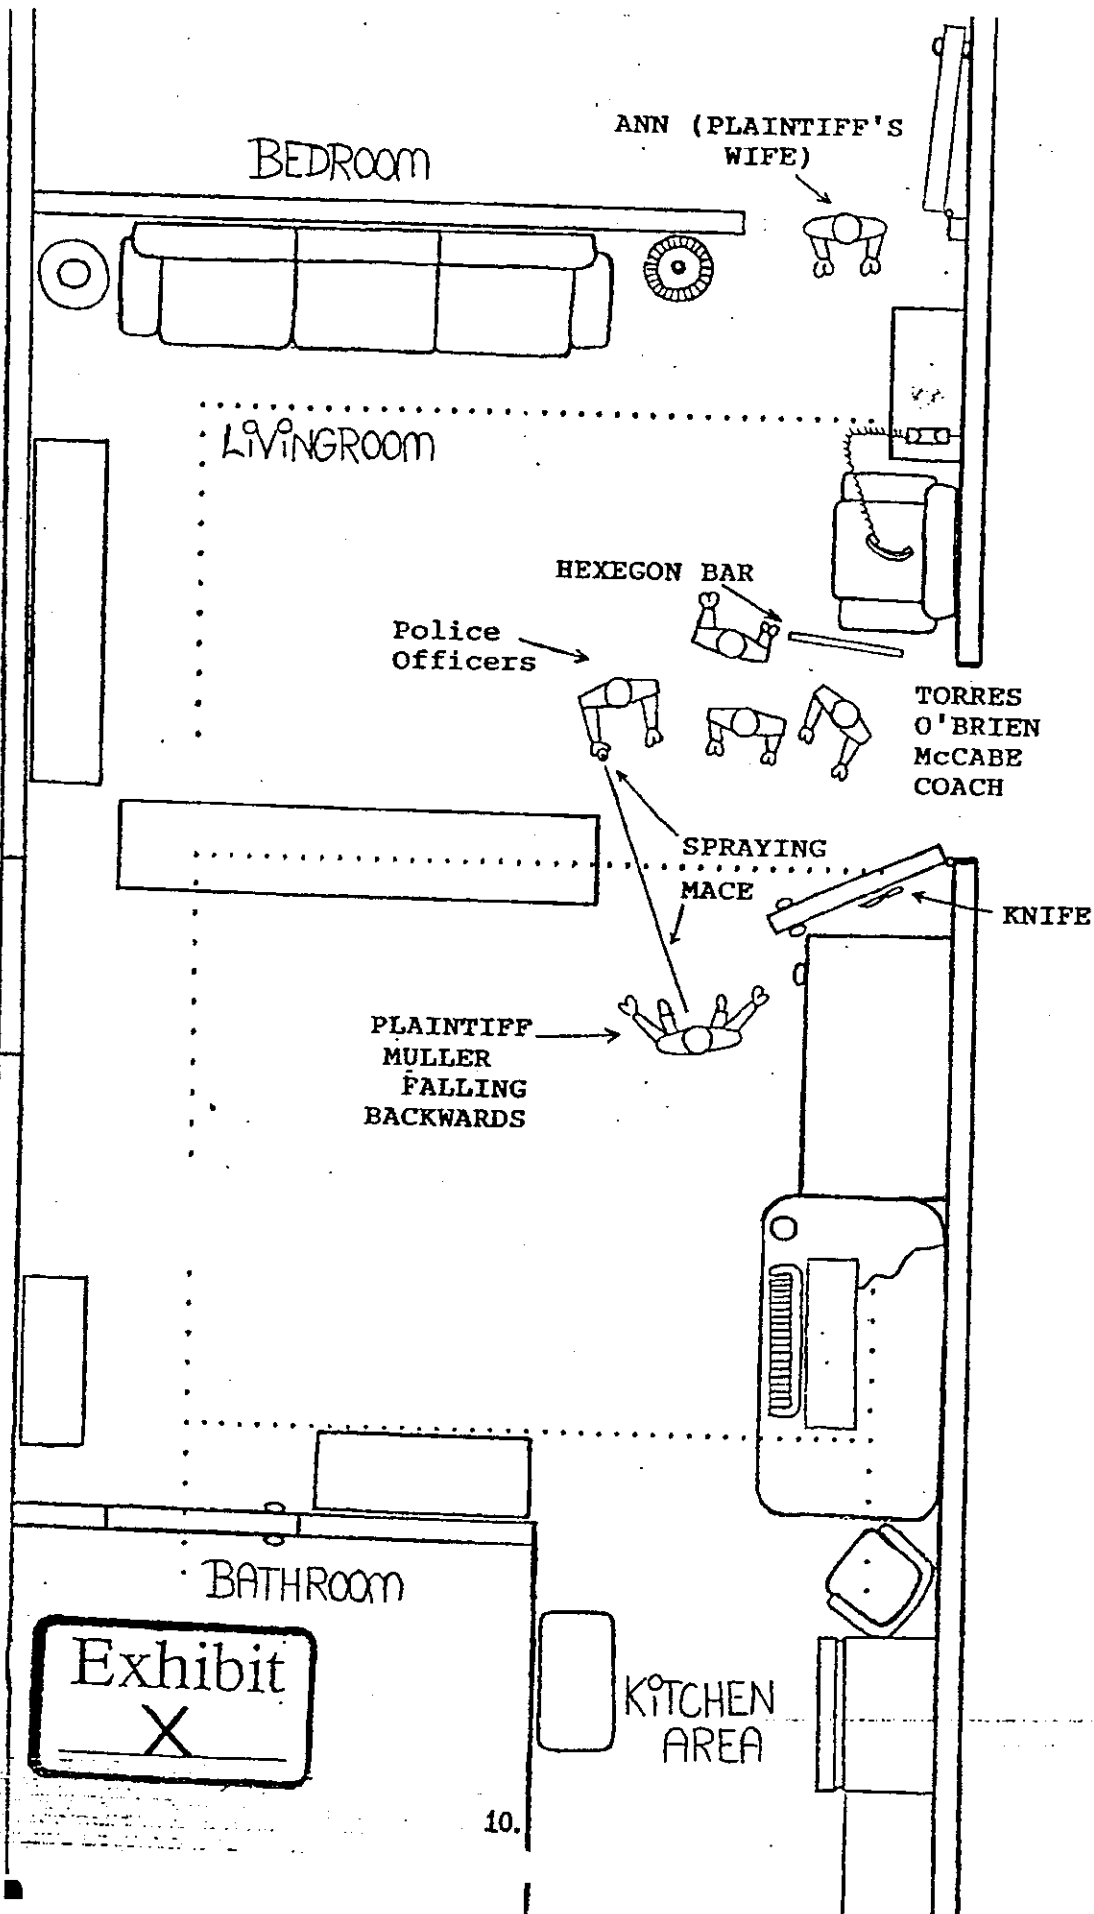 ANN (PLAINTIFF'S
WIFE)
BEDROOM
LIVINGROOM
HEXEGON BAR
Police
Officers
TORRES
O'BRIEN
McCABE
COACH
SPRAYING
MACE
KNIFE
PLAINTIFF
MULLER
FALLING
BACKWARDS
BATHROOM
Exhibit
X
KITCHEN
AREA
10.